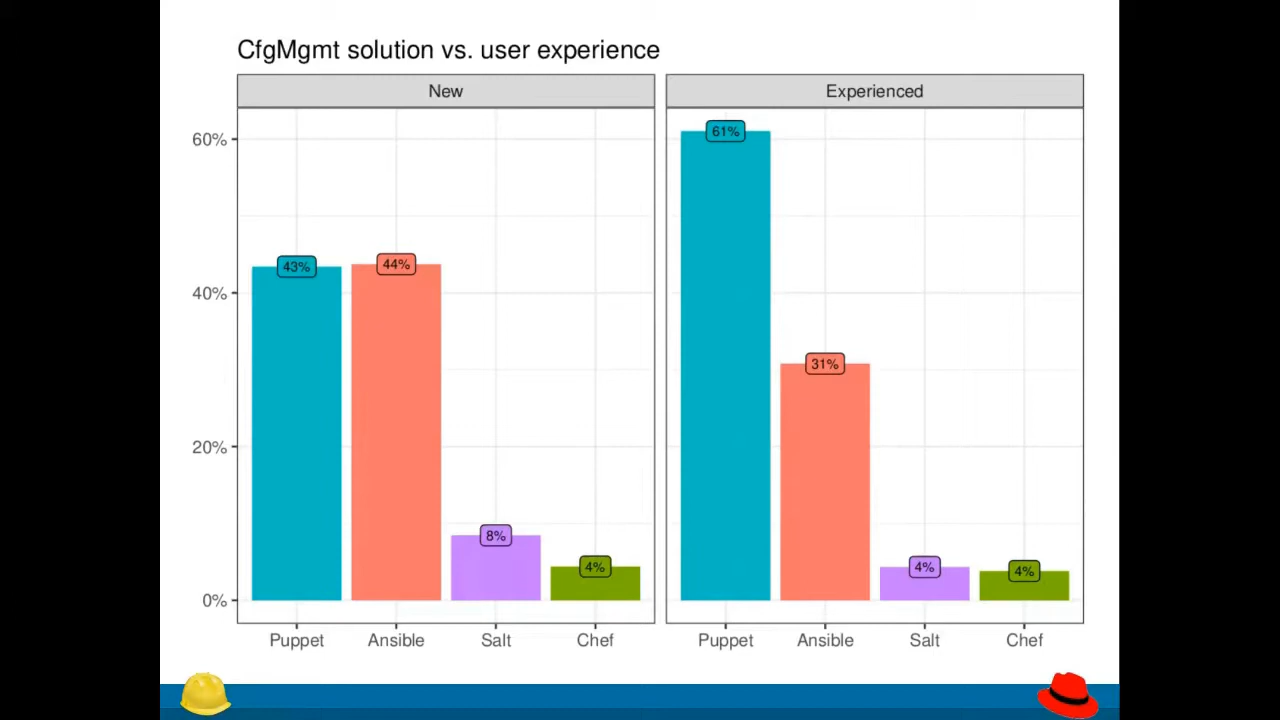 CfgMgmt solution vs. user experience
New
Experienced
60%
40%
20%
0%
43%
44%
8%
4%
61%
31%
4%
4%
Puppet Ansible Salt Chef
Puppet Ansible Salt Chef